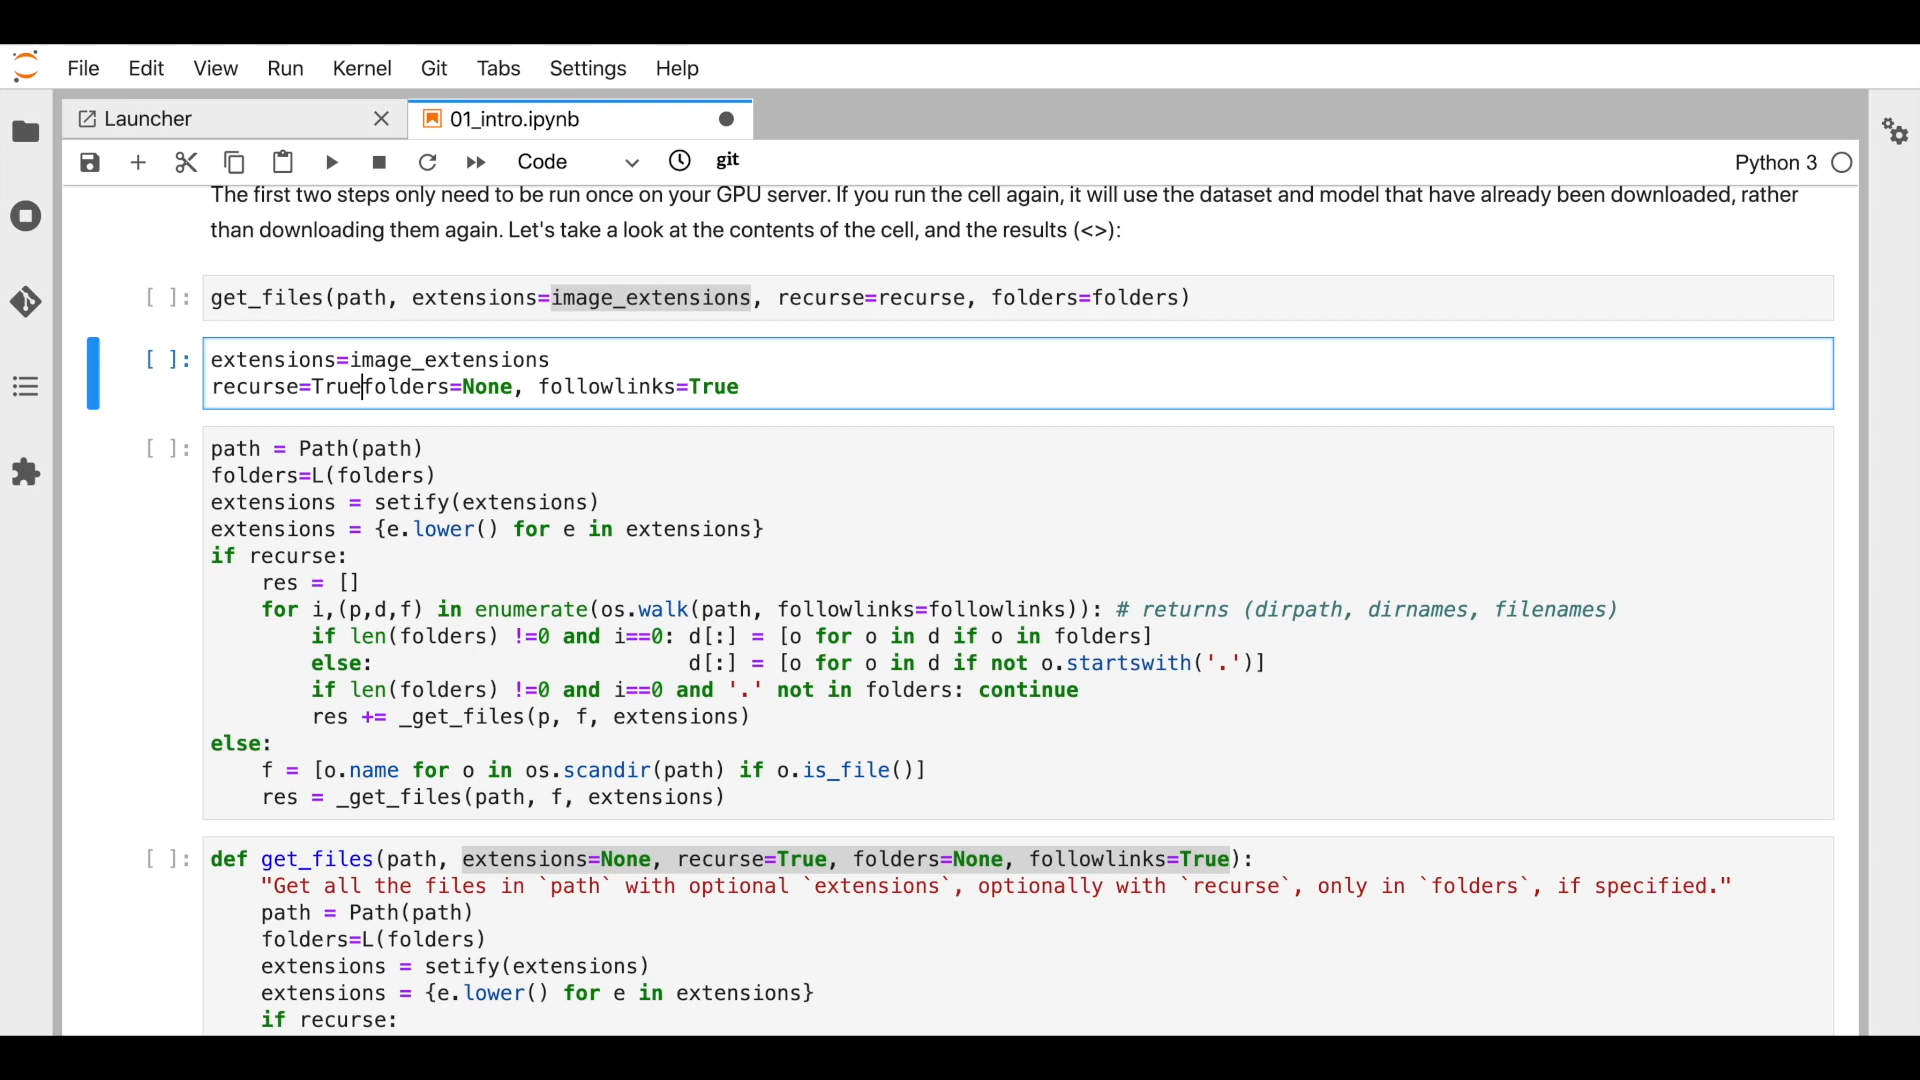 File Edit View Run Kernel Git Tabs Settings Help
Launcher
01_intro.ipynb
Code
git
Python 3
The first two steps only need to be run once on your GPU server. If you run the cell again, it will use the dataset and model that have already been downloaded, rather
than downloading them again. Let's take a look at the contents of the cell, and the results (<>):
[ ]: get_files(path, extensions=image_extensions, recurse=recurse, folders=folders)
[ ]: extensions=image_extensions
recurse=Truefolders=None, followlinks=True
[ ]: path = Path(path)
folders=L(folders)
extensions = setify(extensions)
extensions = {e.lower() for e in extensions}
if recurse:
    res = []
    for i,(p,d,f) in enumerate(os.walk(path, followlinks=followlinks)): # returns (dirpath, dirnames, filenames)
        if len(folders) !=0 and i==0: d[:] = [o for o in d if o in folders]
        else:                         d[:] = [o for o in d if not o.startswith('.')]
        if len(folders) !=0 and i==0 and '.' not in folders: continue
        res += _get_files(p, f, extensions)
else:
    f = [o.name for o in os.scandir(path) if o.is_file()]
    res = _get_files(path, f, extensions)
[ ]: def get_files(path, extensions=None, recurse=True, folders=None, followlinks=True):
    "Get all the files in `path` with optional `extensions`, optionally with `recurse`, only in `folders`, if specified."
    path = Path(path)
    folders=L(folders)
    extensions = setify(extensions)
    extensions = {e.lower() for e in extensions}
    if recurse: